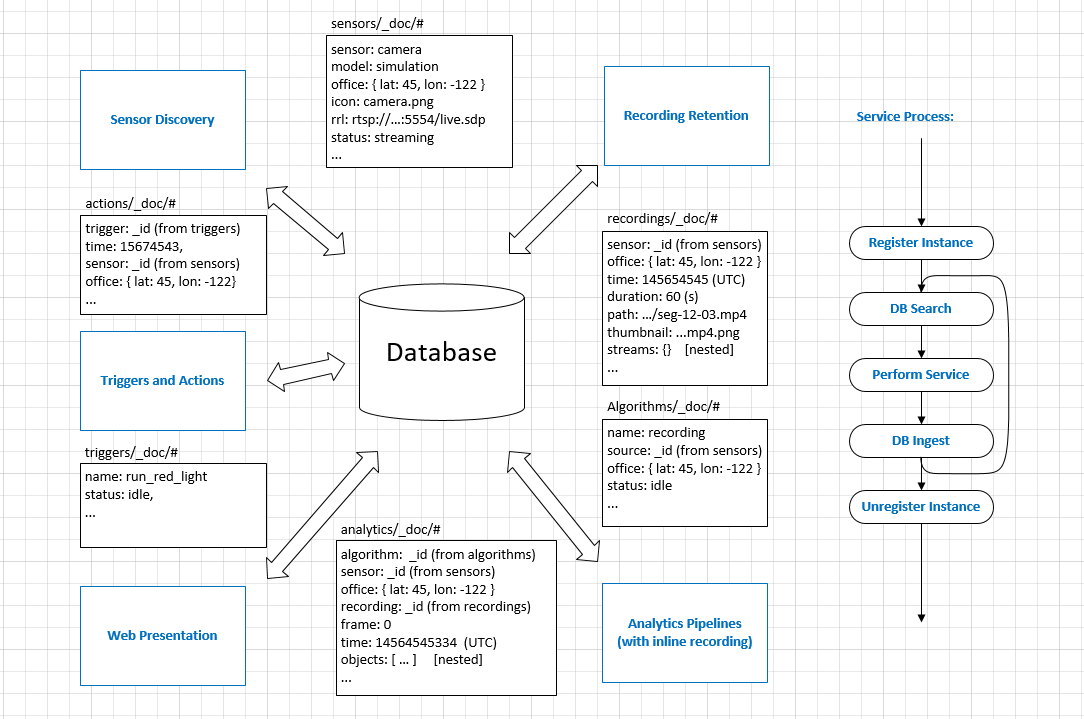 sensors/_doc/#
sensor: camera
model: simulation
office: { lat: 45, lon: -122 }
icon: camera.png
rrl: rtsp://...:5554/live.sdp
status: streaming
...
Sensor Discovery
Recording Retention
Service Process:
actions/_doc/#
trigger: _id (from triggers)
time: 15674543,
sensor: _id (from sensors)
office: { lat: 45, lon: -122}
...
recordings/_doc/#
sensor: _id (from sensors)
office: { lat: 45, lon: -122 }
time: 145654545 (UTC)
duration: 60 (s)
path: .../seg-12-03.mp4
thumbnail: ...mp4.png
streams: {} [nested]
...
Database
Triggers and Actions
Algorithms/_doc/#
name: recording
source: _id (from sensors)
office: { lat: 45, lon: -122 }
status: idle
...
triggers/_doc/#
name: run_red_light
status: idle,
...
analytics/_doc/#
algorithm: _id (from algorithms)
sensor: _id (from sensors)
office: { lat: 45, lon: -122 }
recording: _id (from recordings)
frame: 0
time: 14564545334 (UTC)
objects: [ ... ] [nested]
...
Web Presentation
Analytics Pipelines
(with inline recording)
Register Instance
DB Search
Perform Service
DB Ingest
Unregister Instance